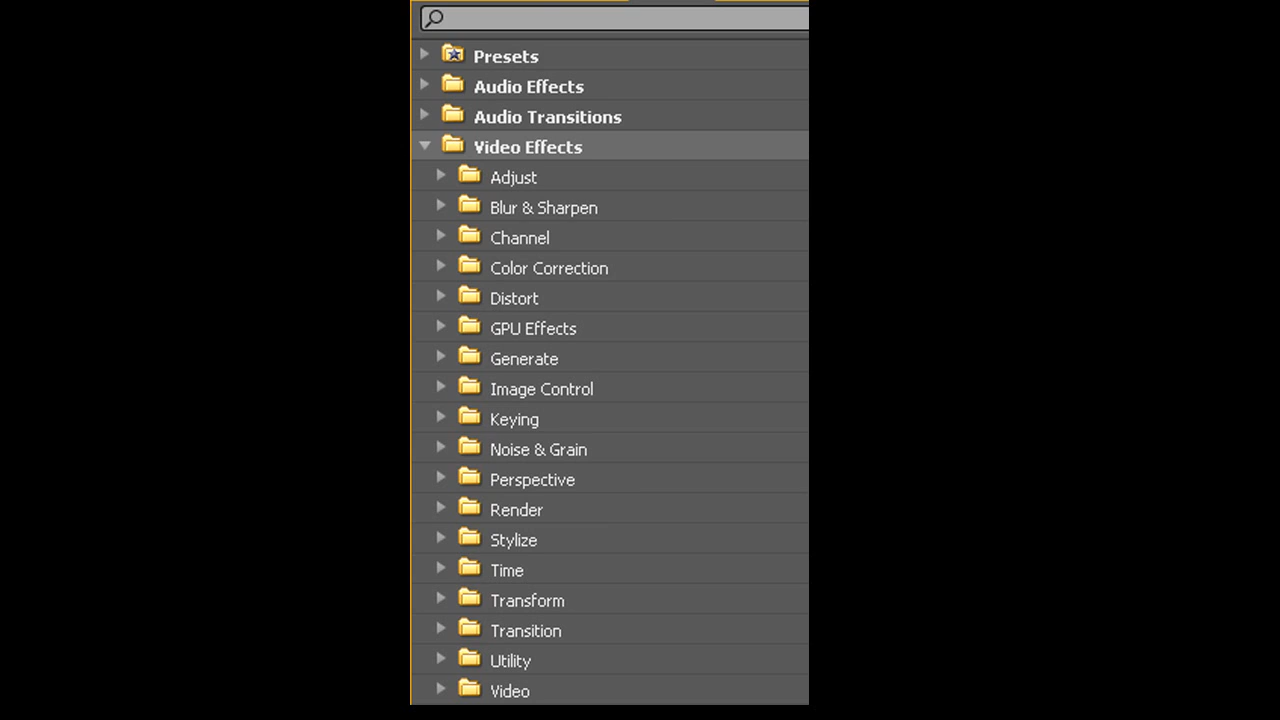 Presets
Audio Effects
Audio Transitions
Video Effects
Adjust
Blur & Sharpen
Channel
Color Correction
Distort
GPU Effects
Generate
Image Control
Keying
Noise & Grain
Perspective
Render
Stylize
Time
Transform
Transition
Utility
Video